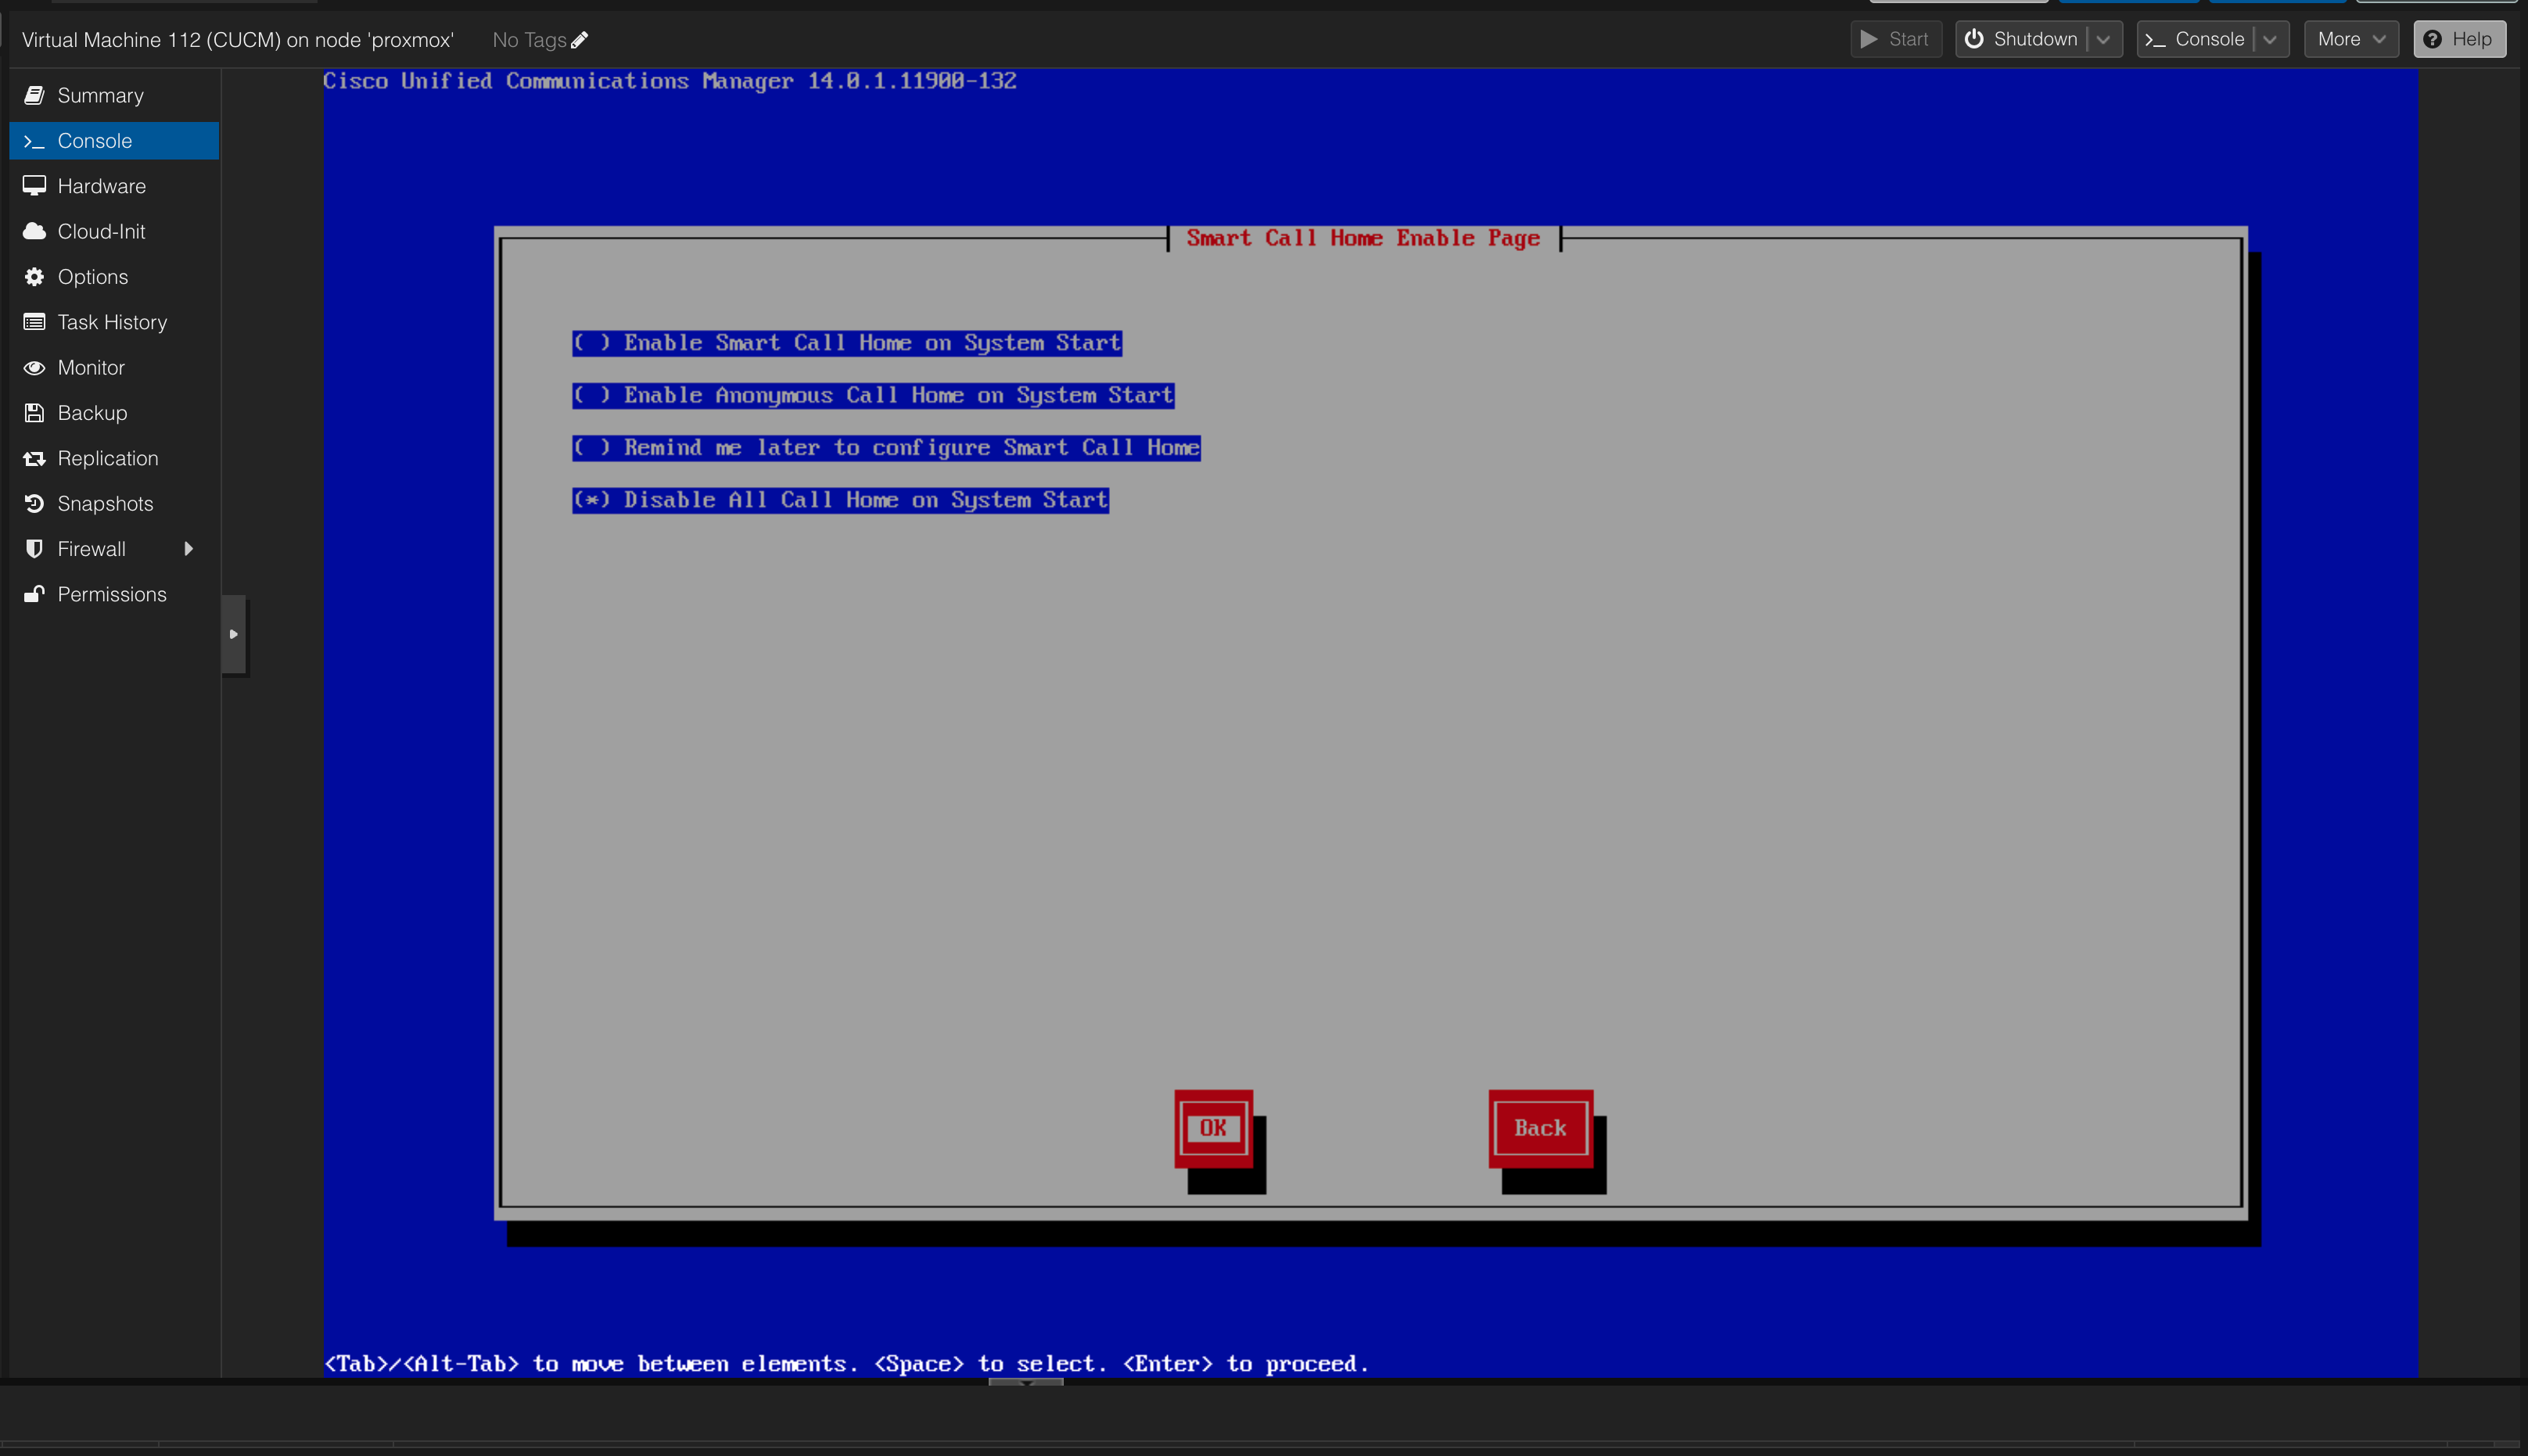 Virtual Machine 112 (CUCM) on node 'proxmox' No Tags
Start Shutdown Console More Help
Summary
Console
Hardware
Cloud-Init
Options
Task History
Monitor
Backup
Replication
Snapshots
Firewall
Permissions
Cisco Unified Communications Manager 14.0.1.11900-132
Smart Call Home Enable Page
( ) Enable Smart Call Home on System Start
( ) Enable Anonymous Call Home on System Start
( ) Remind me later to configure Smart Call Home
(*) Disable All Call Home on System Start
OK Back
<Tab>/<Alt-Tab> to move between elements. <Space> to select. <Enter> to proceed.